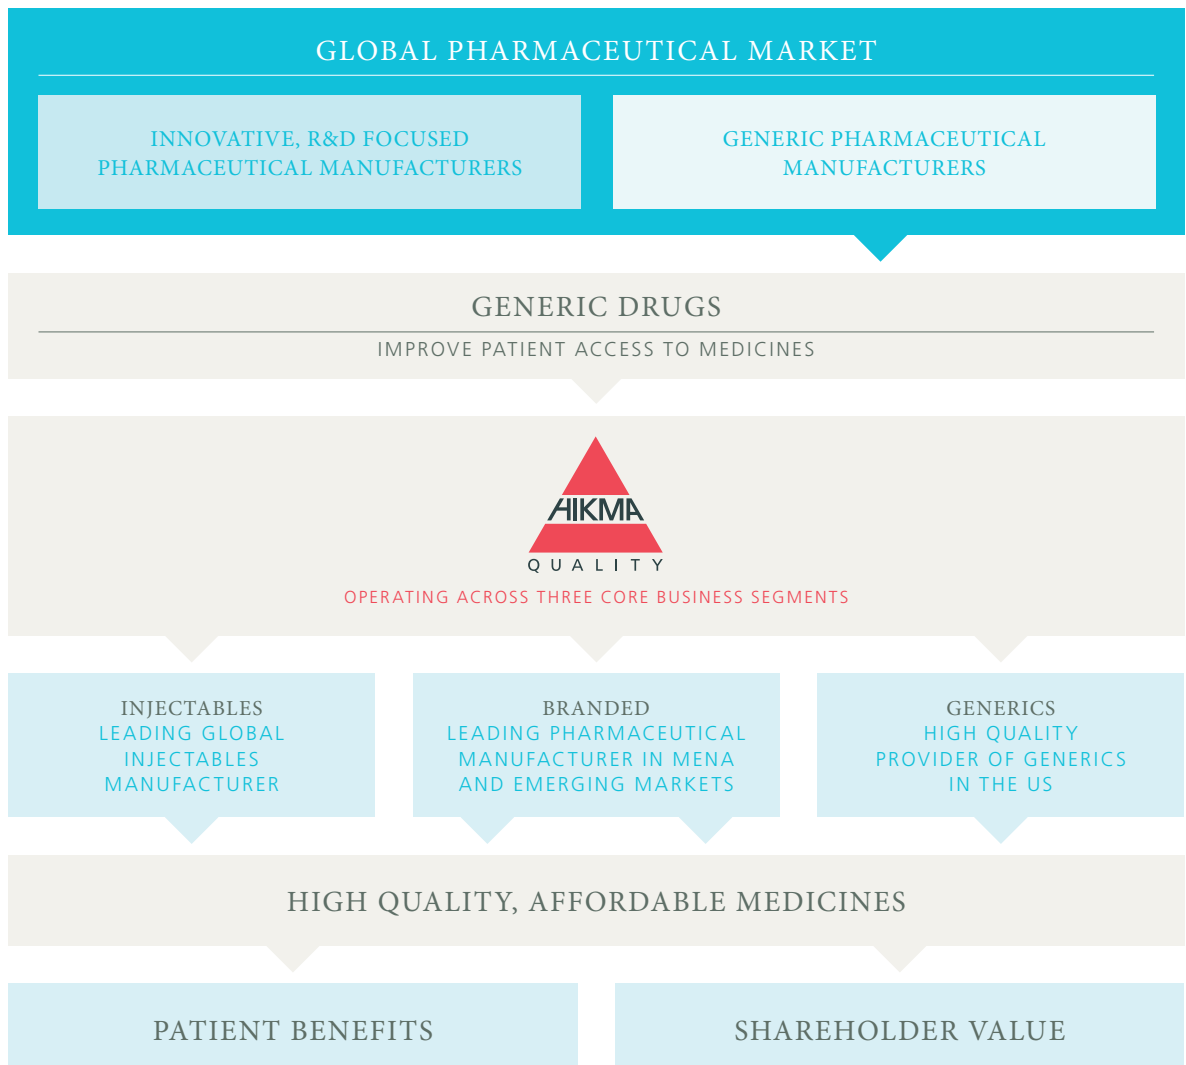 GLOBAL PHARMACEUTICAL MARKET
INNOVATIVE, R&D FOCUSED
PHARMACEUTICAL MANUFACTURERS
GENERIC PHARMACEUTICAL
MANUFACTURERS
GENERIC DRUGS
IMPROVE PATIENT ACCESS TO MEDICINES
HIKMA
QUALITY
OPERATING ACROSS THREE CORE BUSINESS SEGMENTS
INJECTABLES
LEADING GLOBAL
INJECTABLES
MANUFACTURER
BRANDED
LEADING PHARMACEUTICAL
MANUFACTURER IN MENA
AND EMERGING MARKETS
GENERICS
HIGH QUALITY
PROVIDER OF GENERICS
IN THE US
HIGH QUALITY, AFFORDABLE MEDICINES
PATIENT BENEFITS
SHAREHOLDER VALUE